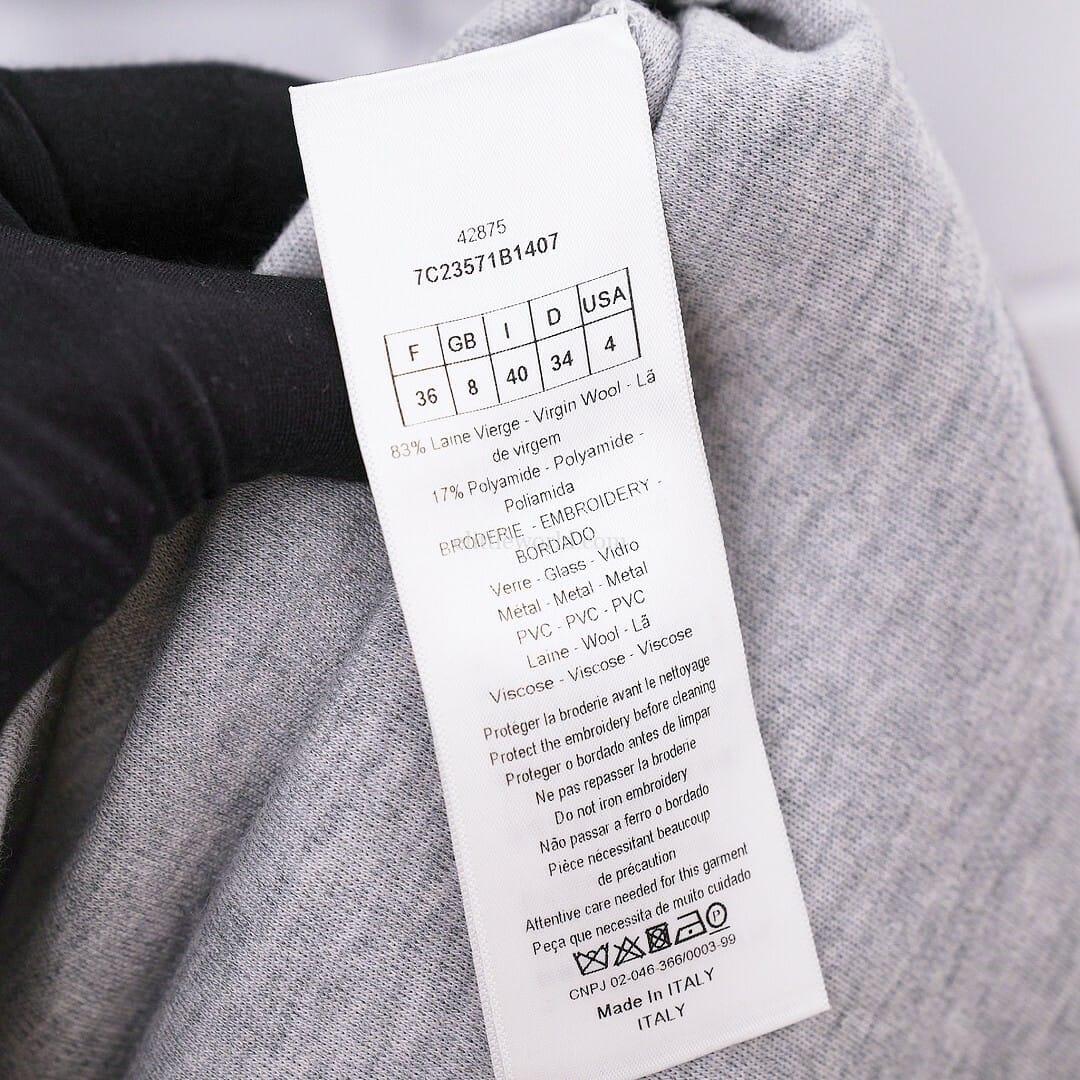 42875
7C23571B1407
F GB I D USA
36 8 40 34 4
83% Laine Vierge - Virgin Wool - Lã
de virgem
17% Polyamide - Polyamide -
Poliamida
BRODERIE - EMBROIDERY -
BORDADO
Verre - Glass - Vidro
Métal - Metal - Metal
PVC - PVC - PVC
Laine - Wool - Lã
Viscose - Viscose - Viscose
Protéger la broderie avant le nettoyage
Protect the embroidery before cleaning
Proteger o bordado antes de limpar
Ne pas repasser la broderie
Do not iron embroidery
Não passar a ferro o bordado
Pièce nécessitant beaucoup
de précaution
Attentive care needed for this garment
Peça que necessita de muito cuidado
P
CNPJ 02-046-366/0003-99
Made In ITALY
ITALY